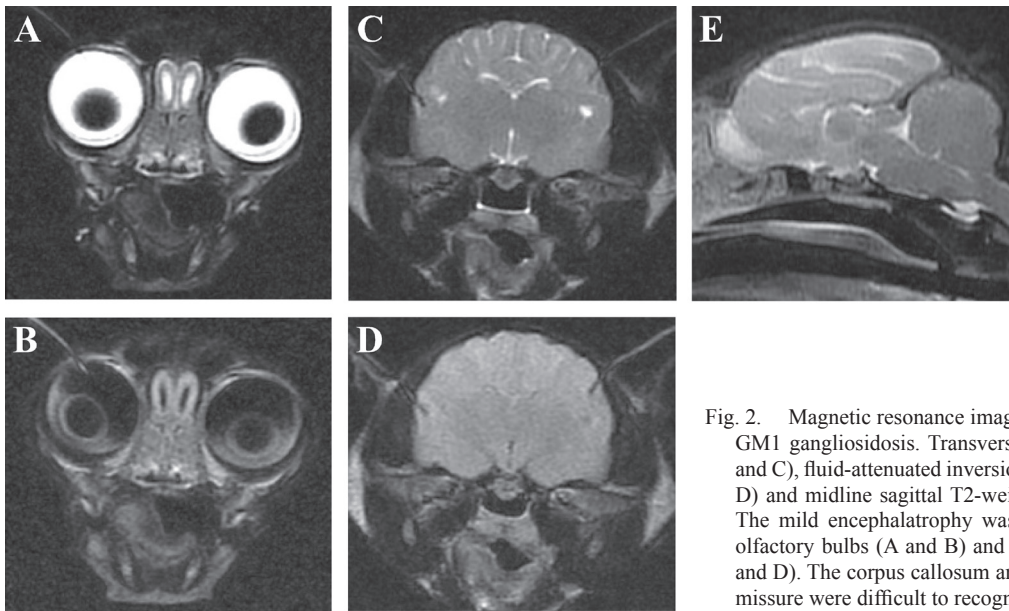 A
C
E
B
D
Fig. 2. Magnetic resonance imag
GM1 gangliosidosis. Transvers
and C), fluid-attenuated inversio
D) and midline sagittal T2-wei
The mild encephalatrophy was
olfactory bulbs (A and B) and
and D). The corpus callosum an
missure were difficult to recogn